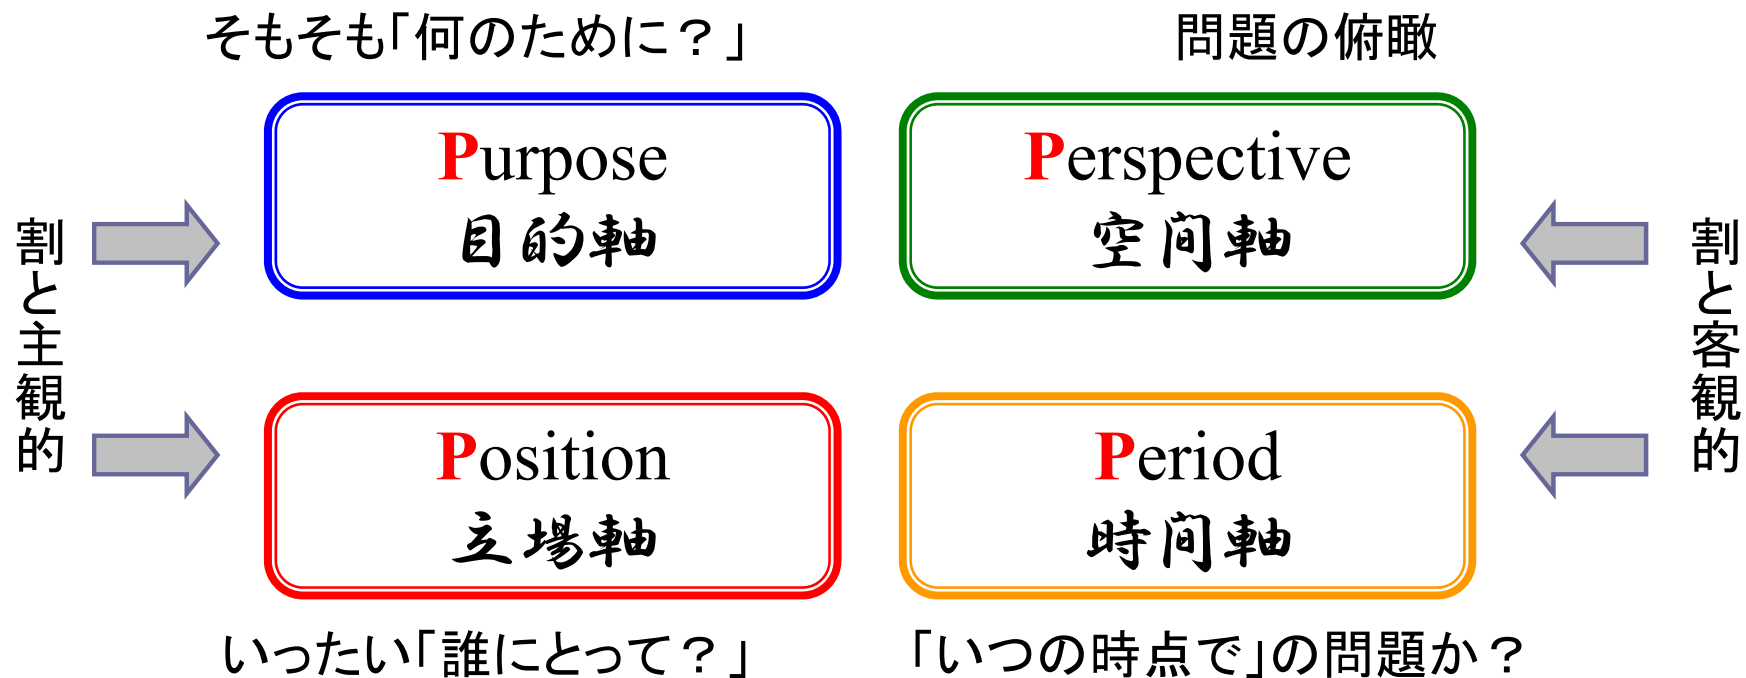 そもそも「何のために？」
問題の俯瞰
Purpose
目的軸
Perspective
空間軸
割と主観的
割と客観的
Position
立場軸
Period
時間軸
いったい「誰にとって？」
「いつの時点で」の問題か？